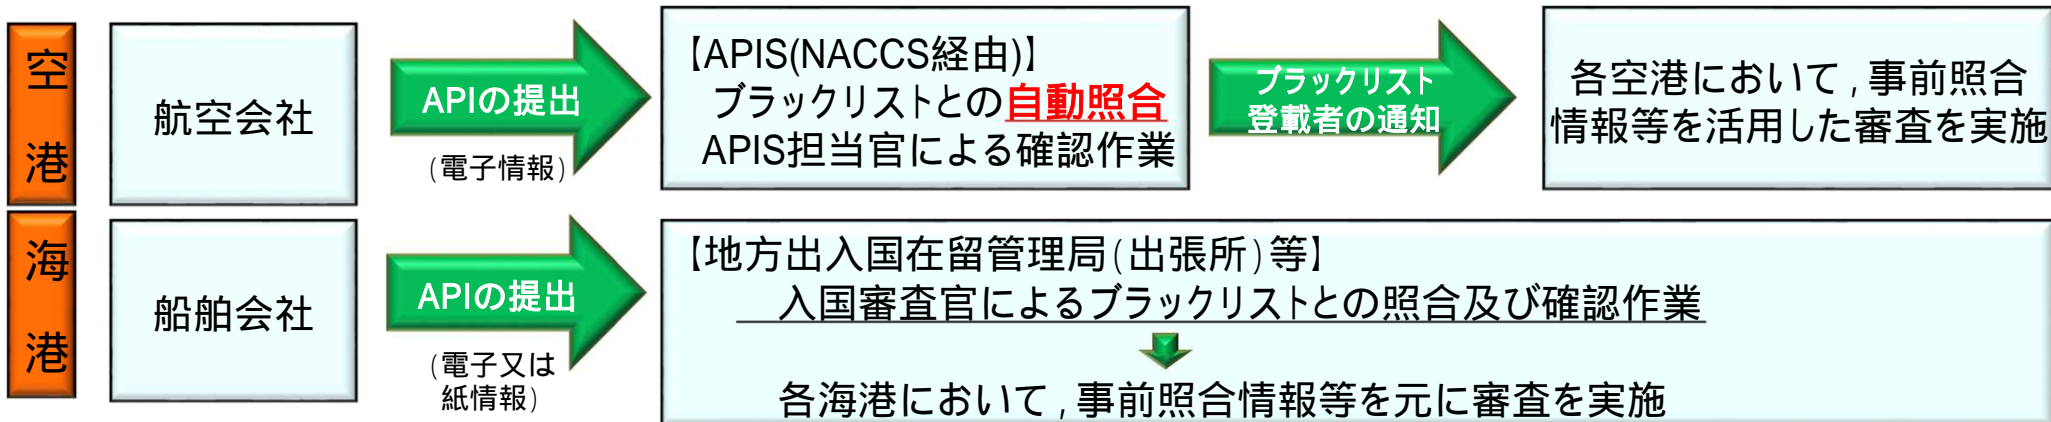 空
港
航空会社
APIの提出
(電子情報)
【APIS(NACCS経由)】
ブラックリストとの自動照合
APIS担当官による確認作業
ブラックリスト
登載者の通知
各空港において,事前照合
情報等を活用した審査を実施
海
港
船舶会社
APIの提出
(電子又は
紙情報)
【地方出入国在留管理局(出張所)等】
入国審査官によるブラックリストとの照合及び確認作業
各海港において,事前照合情報等を元に審査を実施